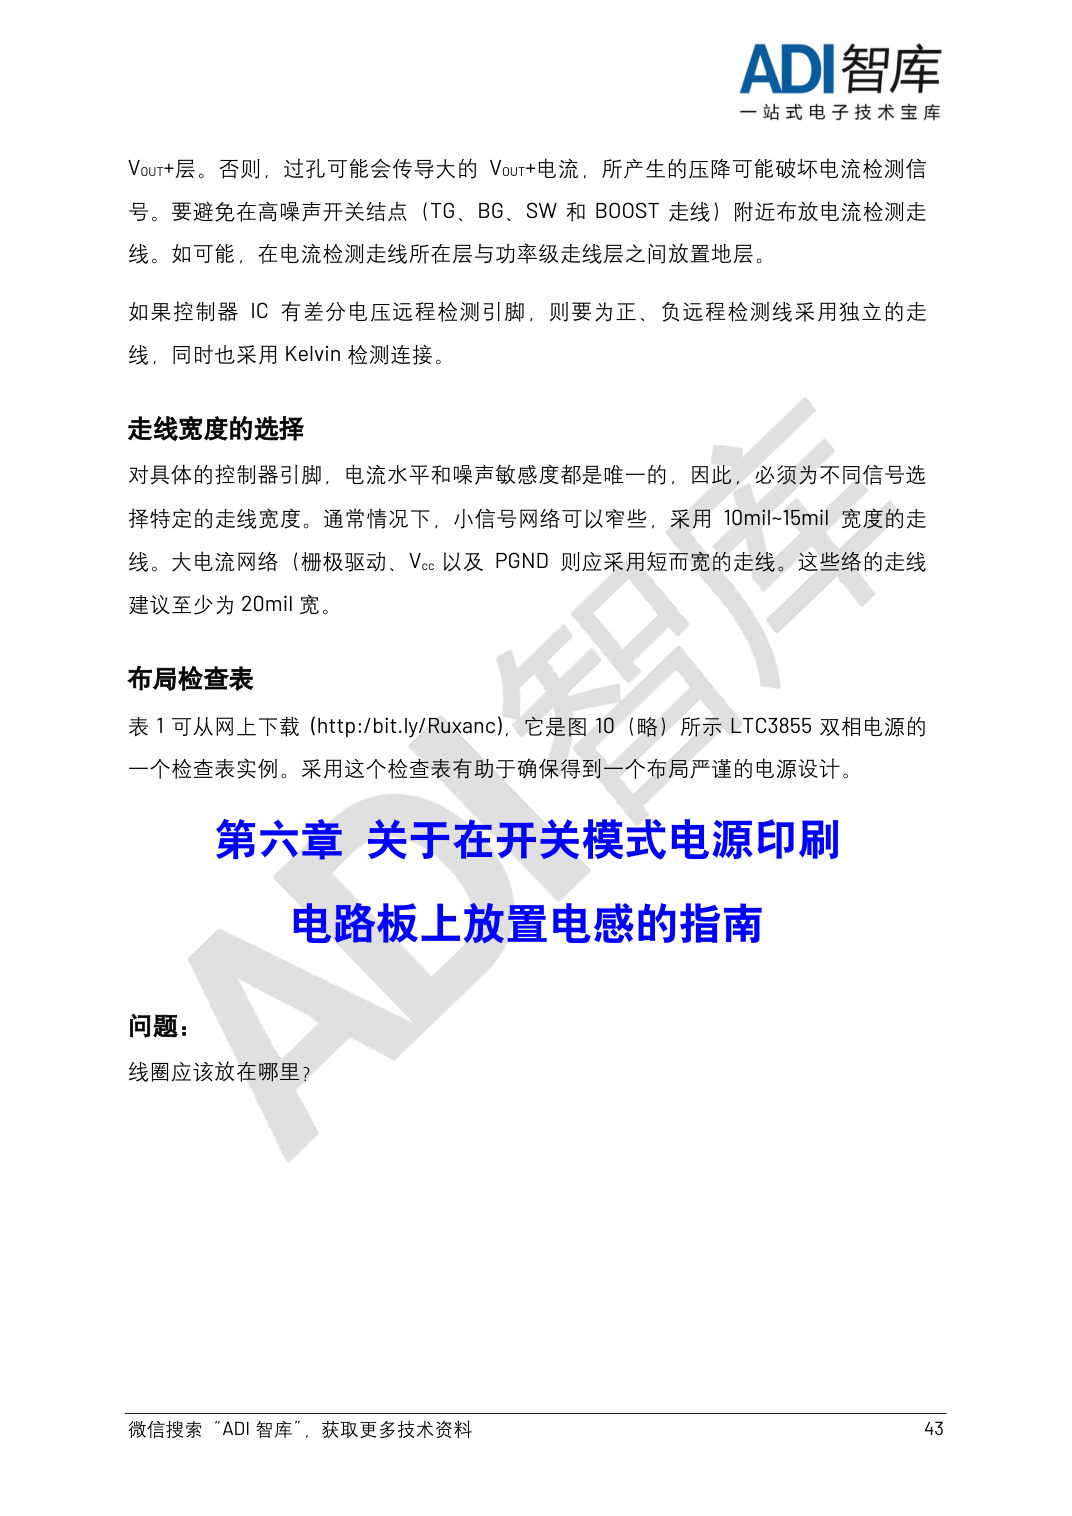 ADI智库
一站式电子技术宝库
VOUT+层。否则，过孔可能会传导大的 VOUT+电流，所产生的压降可能破坏电流检测信
号。要避免在高噪声开关结点（TG、BG、SW 和 BOOST 走线）附近布放电流检测走
线。如可能，在电流检测走线所在层与功率级走线层之间放置地层。
如果控制器 IC 有差分电压远程检测引脚，则要为正、负远程检测线采用独立的走
线，同时也采用 Kelvin 检测连接。
走线宽度的选择
对具体的控制器引脚，电流水平和噪声敏感度都是唯一的，因此，必须为不同信号选
择特定的走线宽度。通常情况下，小信号网络可以窄些，采用 10mil~15mil 宽度的走
线。大电流网络（栅极驱动、Vcc 以及 PGND 则应采用短而宽的走线。这些络的走线
建议至少为 20mil 宽。
布局检查表
表 1 可从网上下载 (http:/bit.ly/Ruxanc)，它是图 10（略）所示 LTC3855 双相电源的
一个检查表实例。采用这个检查表有助于确保得到一个布局严谨的电源设计。
第六章 关于在开关模式电源印刷
电路板上放置电感的指南
问题：
线圈应该放在哪里？
ADI智库
微信搜索“ADI 智库”，获取更多技术资料 43